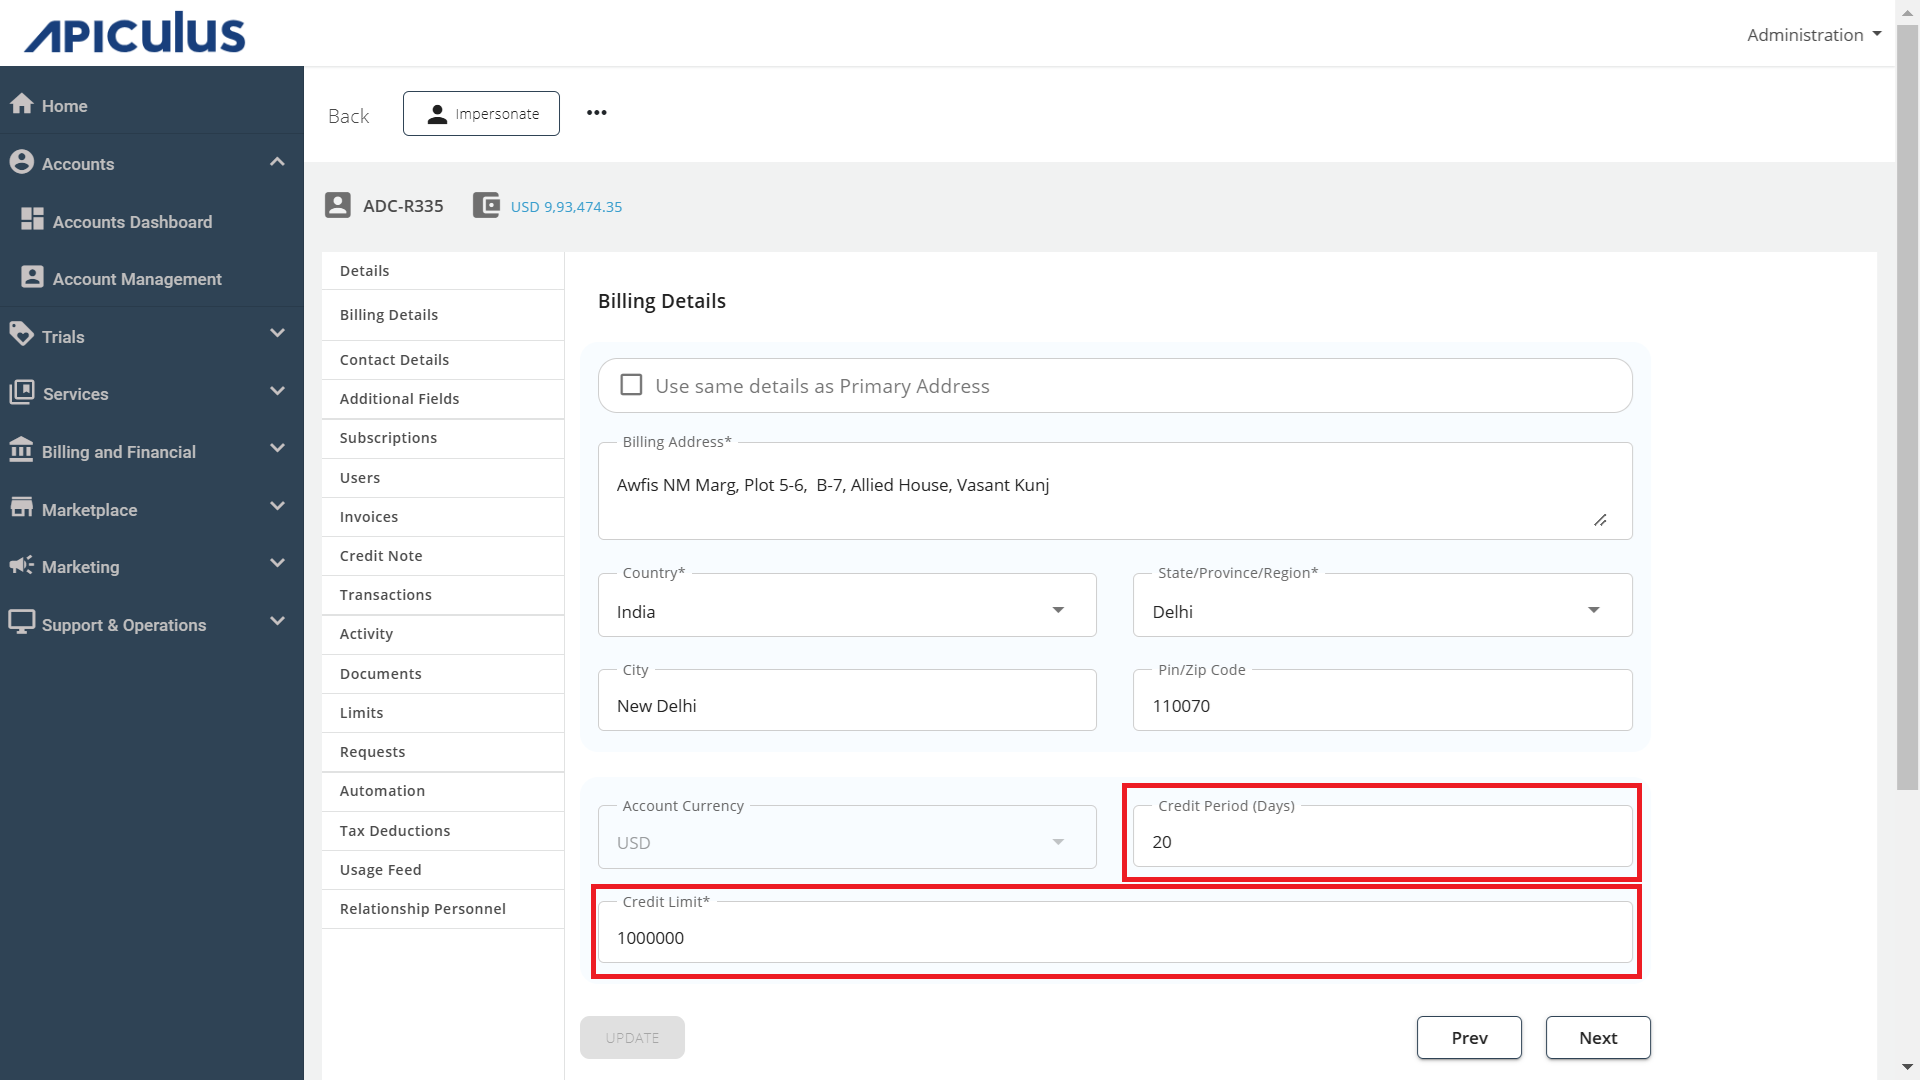 APICULUS
Administration
Home
Accounts
Accounts Dashboard
Account Management
Trials
Services
Billing and Financial
Marketplace
Marketing
Support & Operations
Back
Impersonate
ADC-R335
USD 9,93,474.35
Details
Billing Details
Contact Details
Additional Fields
Subscriptions
Users
Invoices
Credit Note
Transactions
Activity
Documents
Limits
Requests
Automation
Tax Deductions
Usage Feed
Relationship Personnel
Billing Details
Use same details as Primary Address
Billing Address*
Awfis NM Marg, Plot 5-6,  B-7, Allied House, Vasant Kunj
Country*
India
State/Province/Region*
Delhi
City
New Delhi
Pin/Zip Code
110070
Account Currency
USD
Credit Period (Days)
20
Credit Limit*
1000000
UPDATE
Prev
Next